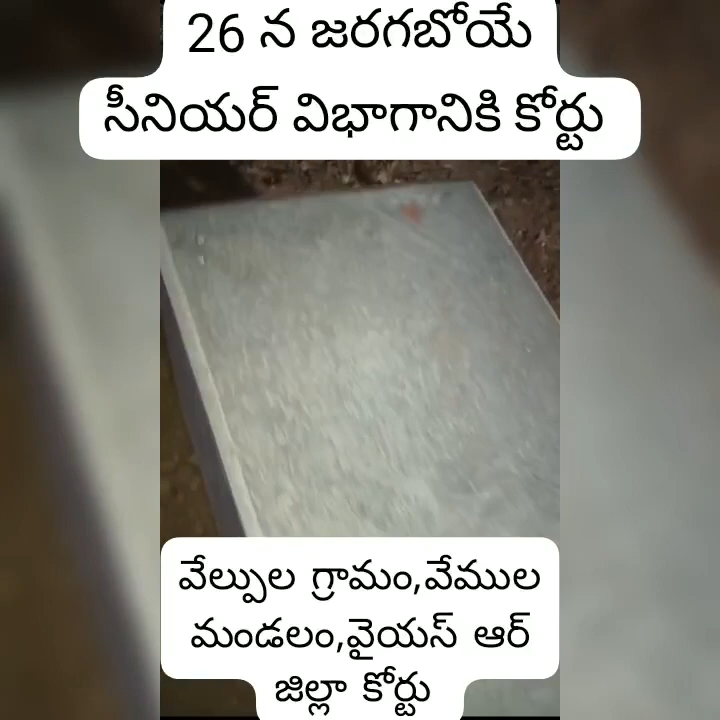 26 న జరగబోయే
సీనియర్ విభాగానికి కోర్టు
వేల్పుల గ్రామం,వేముల
మండలం,వైయస్ ఆర్
జిల్లా కోర్టు